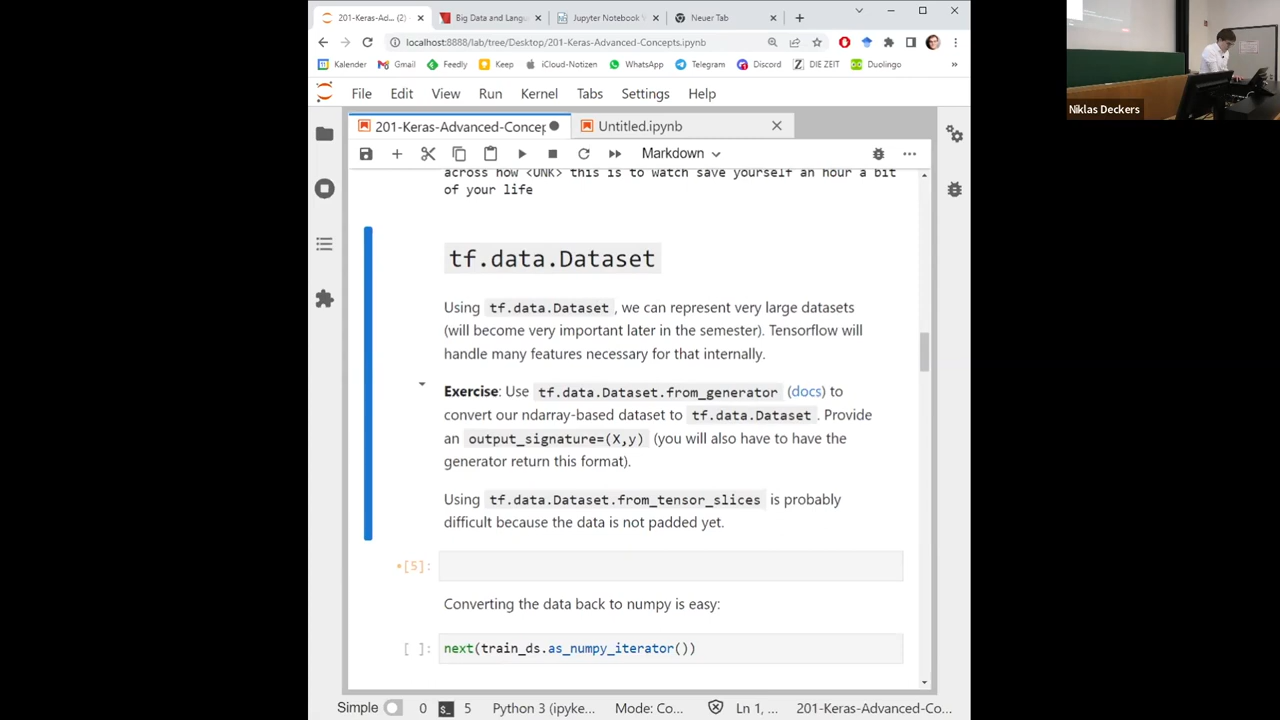 201-Keras-Ad... (2)
Big Data and Langu
Jupyter Notebook
Neuer Tab
localhost:8888/lab/tree/Desktop/201-Keras-Advanced-Concepts.ipynb
Kalender
Gmail
Feedly
Keep
iCloud-Notizen
WhatsApp
Telegram
Discord
DIE ZEIT
Duolingo
»
Niklas Deckers
File Edit View Run Kernel Tabs Settings Help
201-Keras-Advanced-Concep
Untitled.ipynb
Markdown
across how <UNK> this is to watch save yourself an hour a bit
of your life
tf.data.Dataset
Using tf.data.Dataset, we can represent very large datasets
(will become very important later in the semester). Tensorflow will
handle many features necessary for that internally.
Exercise: Use tf.data.Dataset.from_generator (docs) to
convert our ndarray-based dataset to tf.data.Dataset. Provide
an output_signature=(X,y) (you will also have to have the
generator return this format).
Using tf.data.Dataset.from_tensor_slices is probably
difficult because the data is not padded yet.
•[5]:
Converting the data back to numpy is easy:
[ ]: next(train_ds.as_numpy_iterator())
Simple 0 5 Python 3 (ipyke... Mode: Co... Ln 1, ... 201-Keras-Advanced-Co...